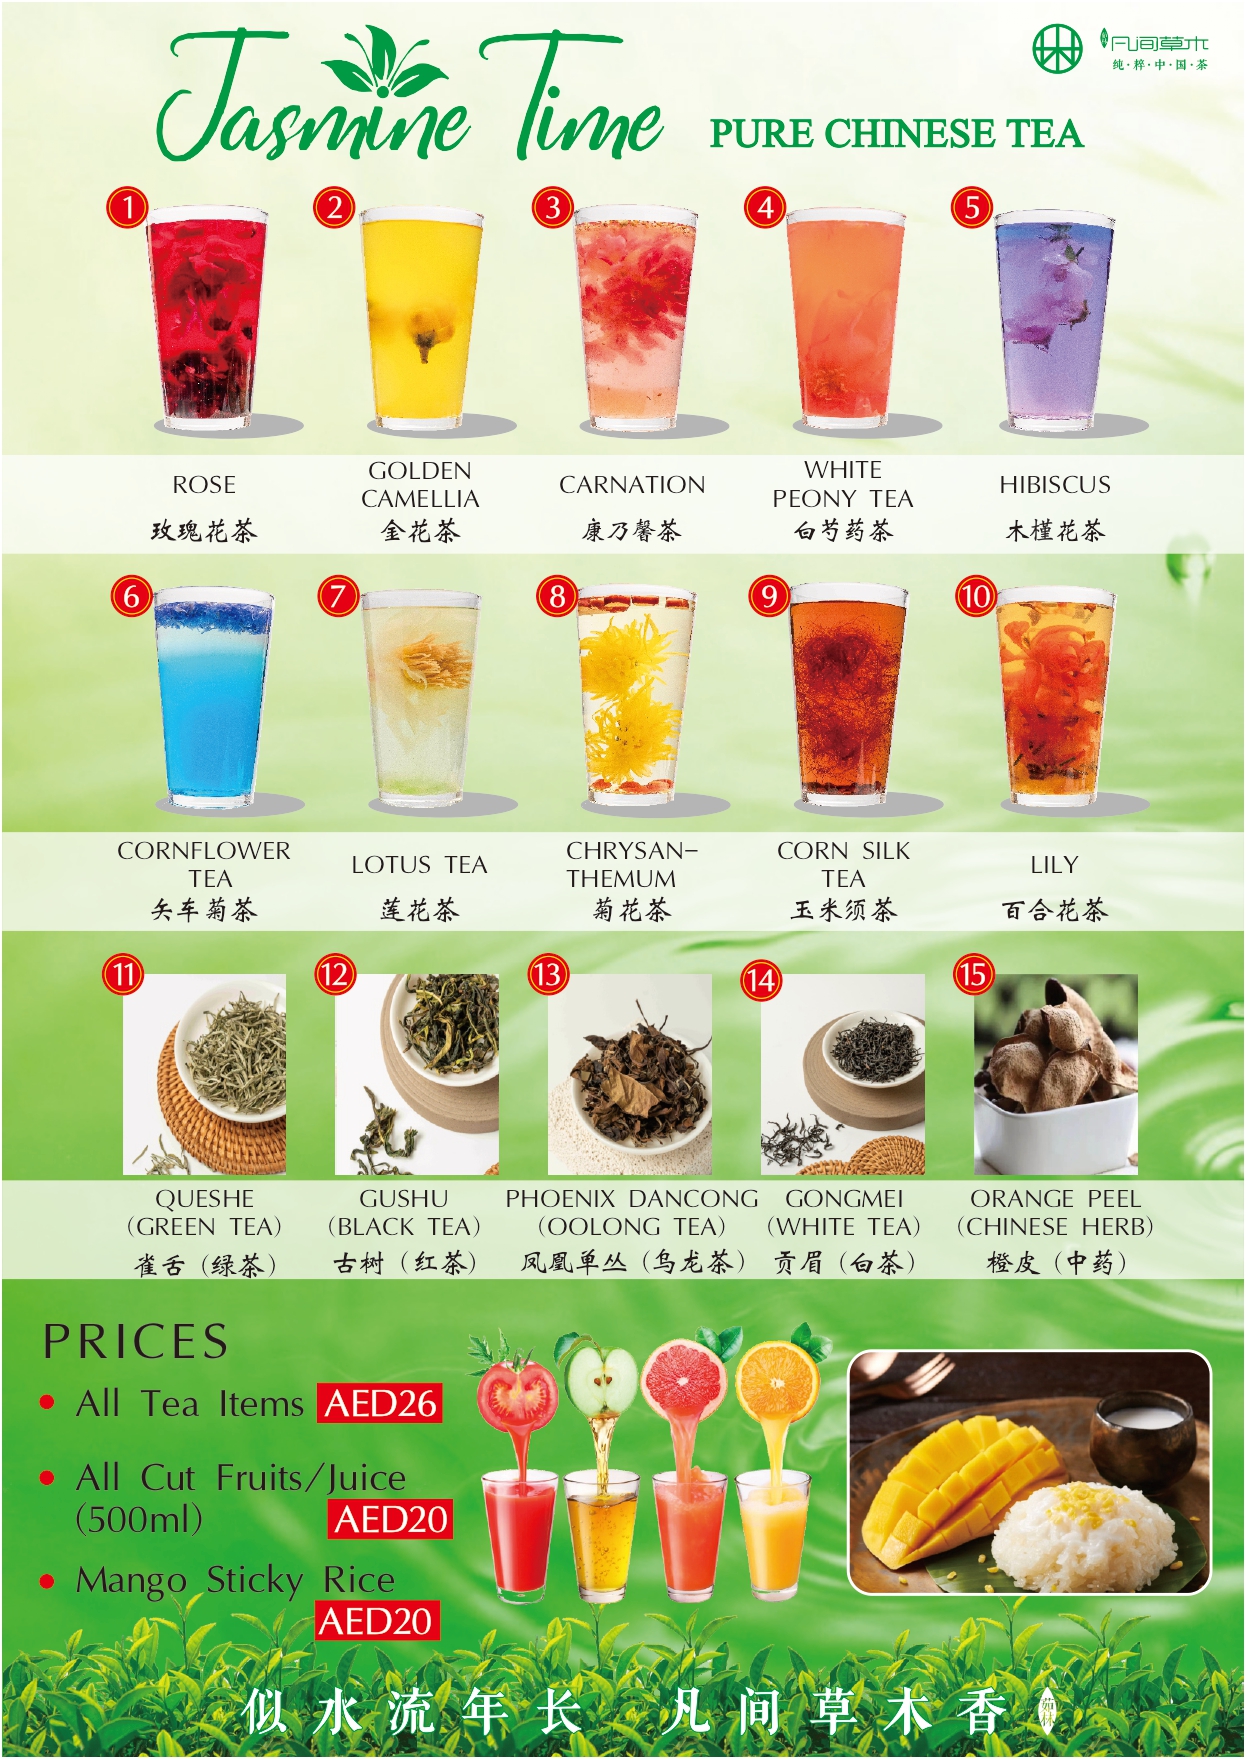 Jasmine Time
PURE CHINESE TEA
凡间草木
纯·粹·中·国·茶
1
2
3
4
5
ROSE
玫瑰花茶
GOLDEN
CAMELLIA
金花茶
CARNATION
康乃馨茶
WHITE
PEONY TEA
白芍药茶
HIBISCUS
木槿花茶
6
7
8
9
10
CORNFLOWER
TEA
矢车菊茶
LOTUS TEA
莲花茶
CHRYSAN-
THEMUM
菊花茶
CORN SILK
TEA
玉米须茶
LILY
百合花茶
11
12
13
14
15
QUESHE
(GREEN TEA)
雀舌（绿茶）
GUSHU
(BLACK TEA)
古树（红茶）
PHOENIX DANCONG
(OOLONG TEA)
凤凰单丛（乌龙茶）
GONGMEI
(WHITE TEA)
贡眉（白茶）
ORANGE PEEL
(CHINESE HERB)
橙皮（中药）
PRICES
• All Tea Items AED26
• All Cut Fruits/Juice
(500ml) AED20
• Mango Sticky Rice
AED20
似水流年长 凡间草木香